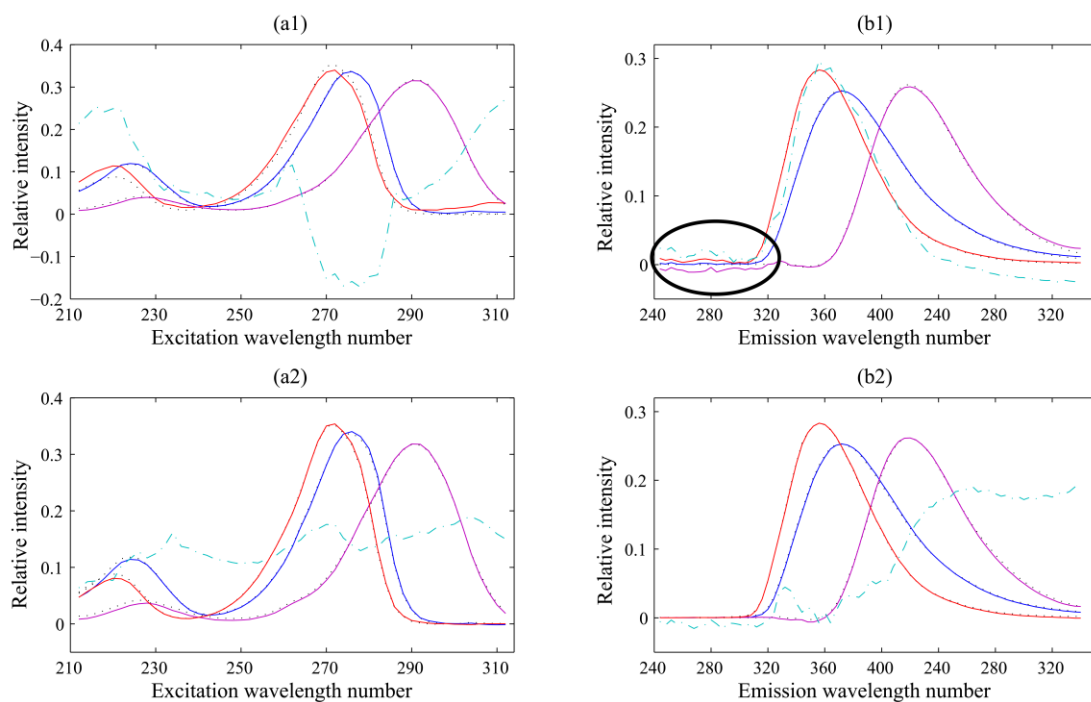 (a1)
0.4
0.3
0.2
0.1
0
−0.1
−0.2
Relative intensity
210 230 250 270 290 310
Excitation wavelength number
(b1)
0.3
0.2
0.1
0
Relative intensity
240 280 320 360 400 240 280 320
Emission wavelength number
(a2)
0.4
0.3
0.2
0.1
0
Relative intensity
210 230 250 270 290 310
Excitation wavelength number
(b2)
0.3
0.2
0.1
0
Relative intensity
240 280 320 360 400 240 280 320
Emission wavelength number